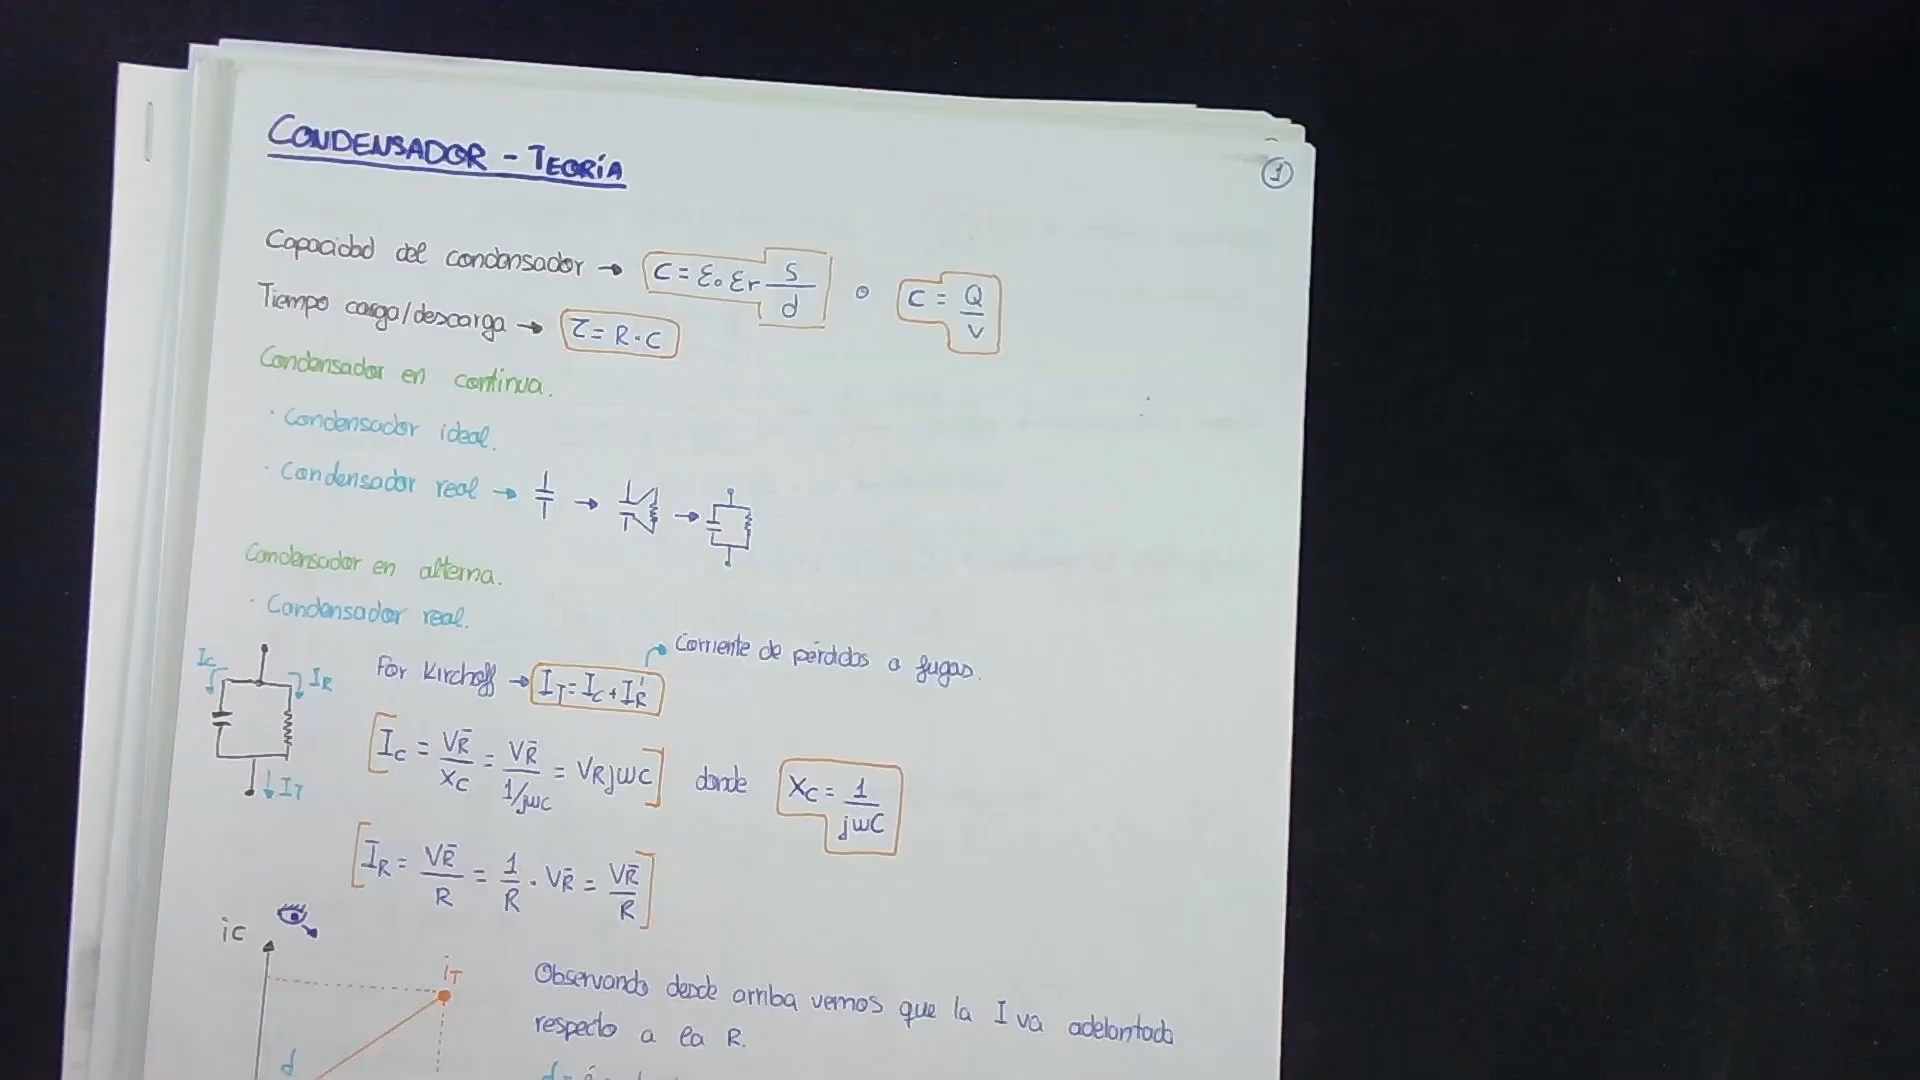 CONDENSADOR - TEORÍA
1
Capacidad del condensador → C = ε₀ εr S/d o C = Q/V
Tiempo carga/descarga → τ = R · C
Condensador en continua.
· Condensador ideal.
· Condensador real → → →
Condensador en alterna.
· Condensador real.
Corriente de pérdidas o fugas.
Ic IR IT
Por Kirchoff → IT = IC + IR
[IC = VR̄/XC = VR̄/1/jωC = VRjωC] donde XC = 1/jωC
[ĪR = VR̄/R = 1/R · VR̄ = VR̄/R]
ic
iT
Observando desde arriba vemos que la I va adelantada
respecto a la R.
d